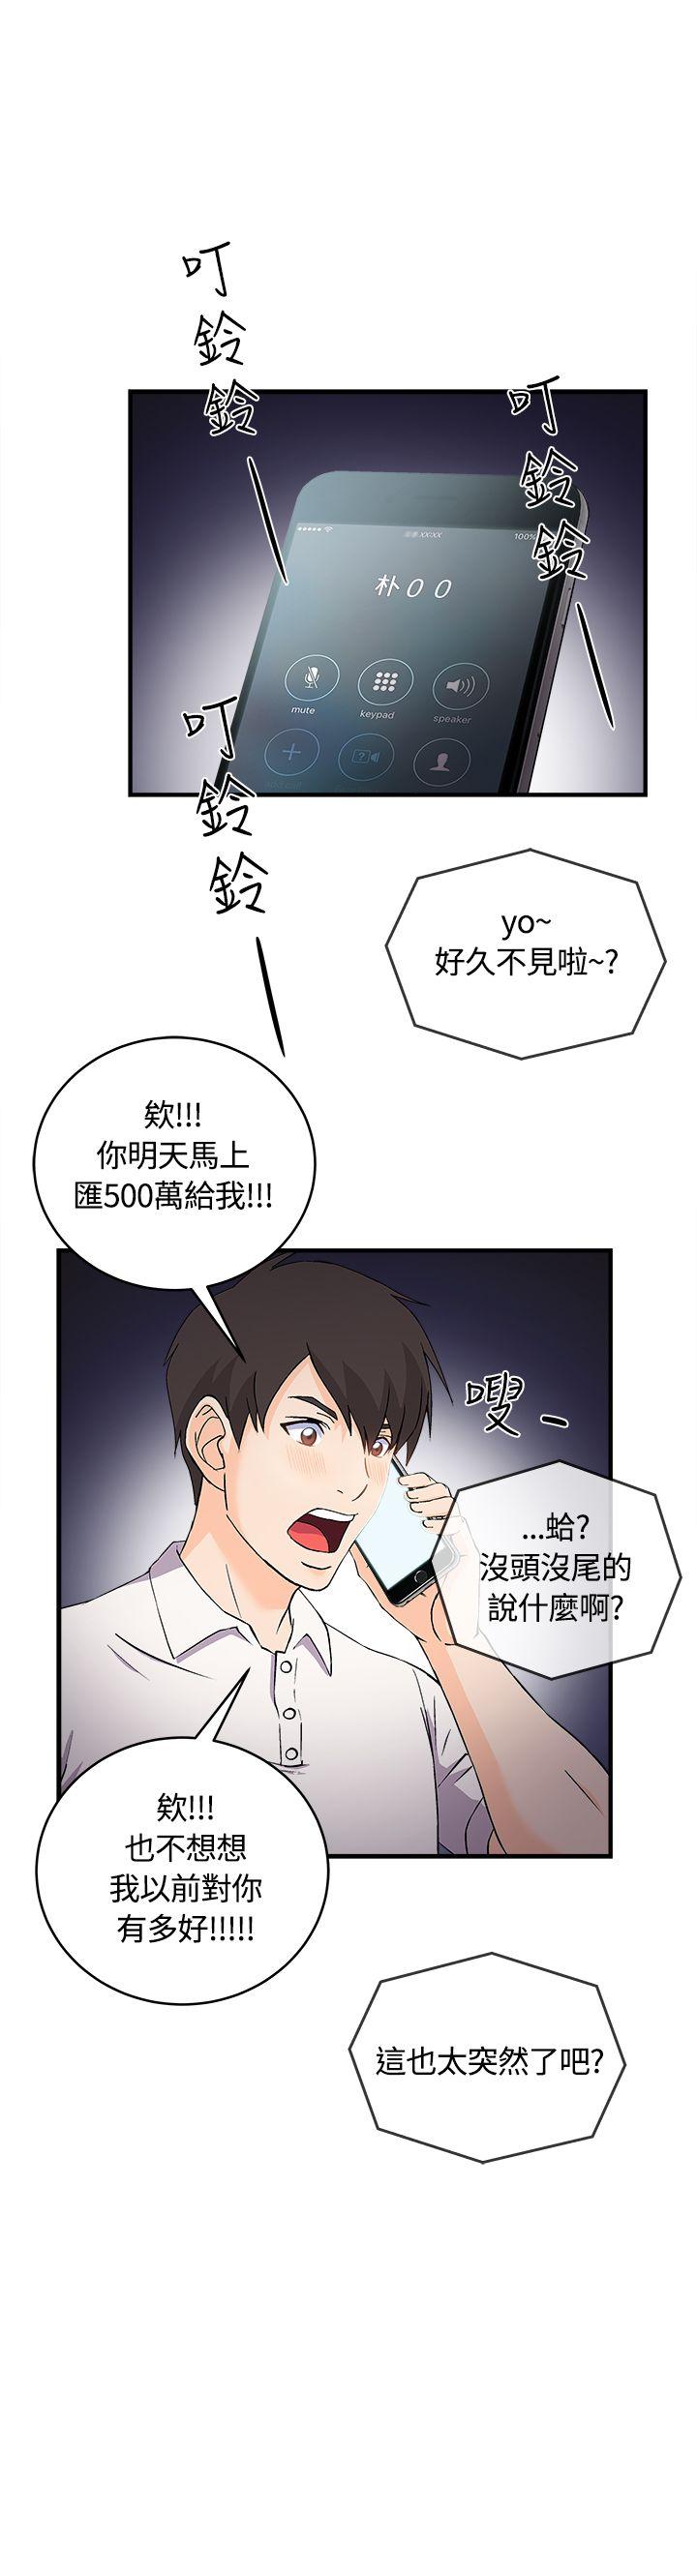 叮
鈴
鈴
叮
鈴
鈴
100%
朴００
mute
keypad
speaker
叮
鈴
鈴
yo~
好久不見啦~?
欸!!!
你明天馬上
匯500萬給我!!!
嗖–
...蛤?
沒頭沒尾的
說什麼啊?
欸!!!
也不想想
我以前對你
有多好!!!!!
這也太突然了吧?